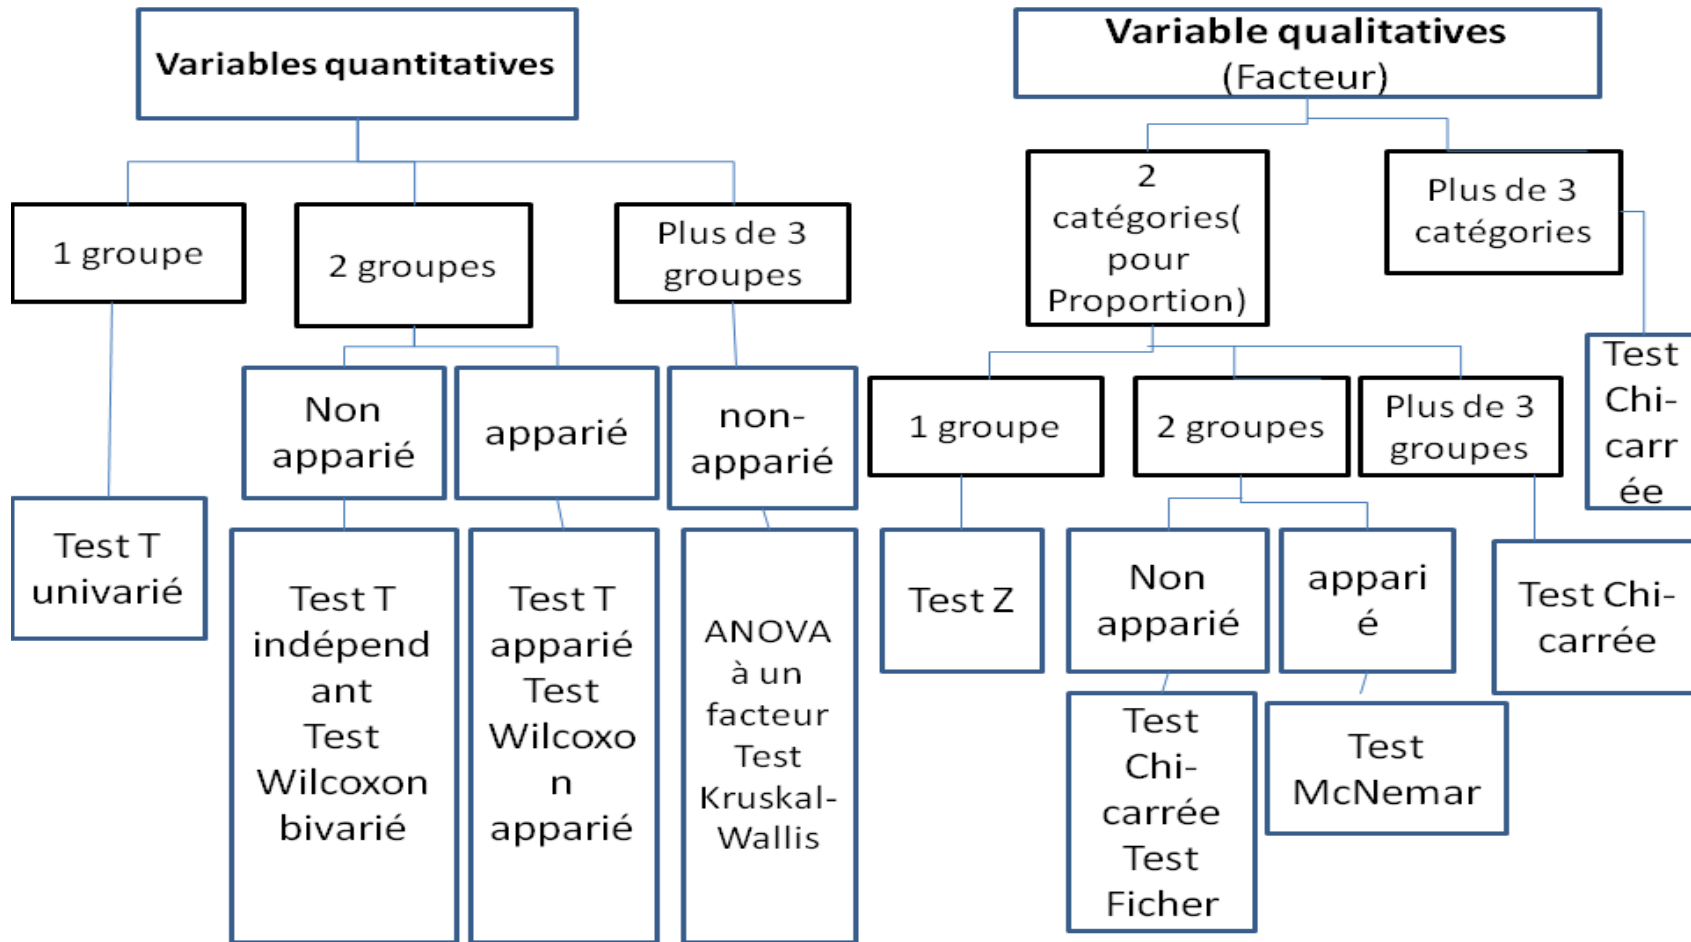 Variables quantitatives
1 groupe
2 groupes
Plus de 3
groupes
Non
apparié
apparié
non-
apparié
Test T
univarié
Test T
indépend
ant
Test
Wilcoxon
bivarié
Test T
apparié
Test
Wilcoxo
n
apparié
ANOVA
à un
facteur
Test
Kruskal-
Wallis
Variable qualitatives
(Facteur)
2
catégories(
pour
Proportion)
Plus de 3
catégories
1 groupe
2 groupes
Plus de 3
groupes
Test
Chi-
carr
ée
Test Z
Non
apparié
appari
é
Test Chi-
carrée
Test
Chi-
carrée
Test
Ficher
Test
McNemar